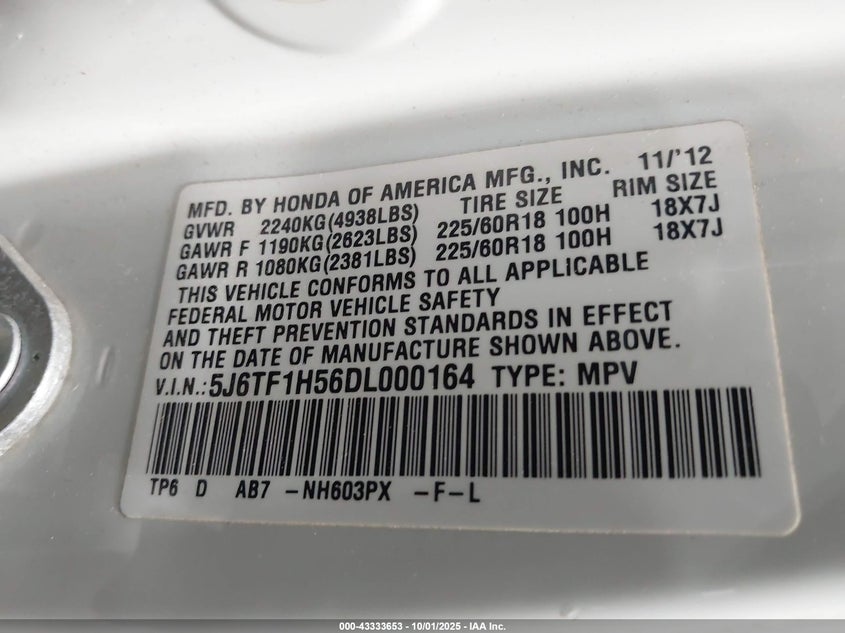 MFD. BY HONDA OF AMERICA MFG., INC. 11/'12
GVWR 2240KG(4938LBS) TIRE SIZE RIM SIZE
GAWR F 1190KG(2623LBS) 225/60R18 100H 18X7J
GAWR R 1080KG(2381LBS) 225/60R18 100H 18X7J
THIS VEHICLE CONFORMS TO ALL APPLICABLE
FEDERAL MOTOR VEHICLE SAFETY
AND THEFT PREVENTION STANDARDS IN EFFECT
ON THE DATE OF MANUFACTURE SHOWN ABOVE.
V.I.N.:5J6TF1H56DL000164 TYPE: MPV
TP6 D AB7 -NH603PX -F-L
000-43333653 - 10/01/2025 - IAA Inc.